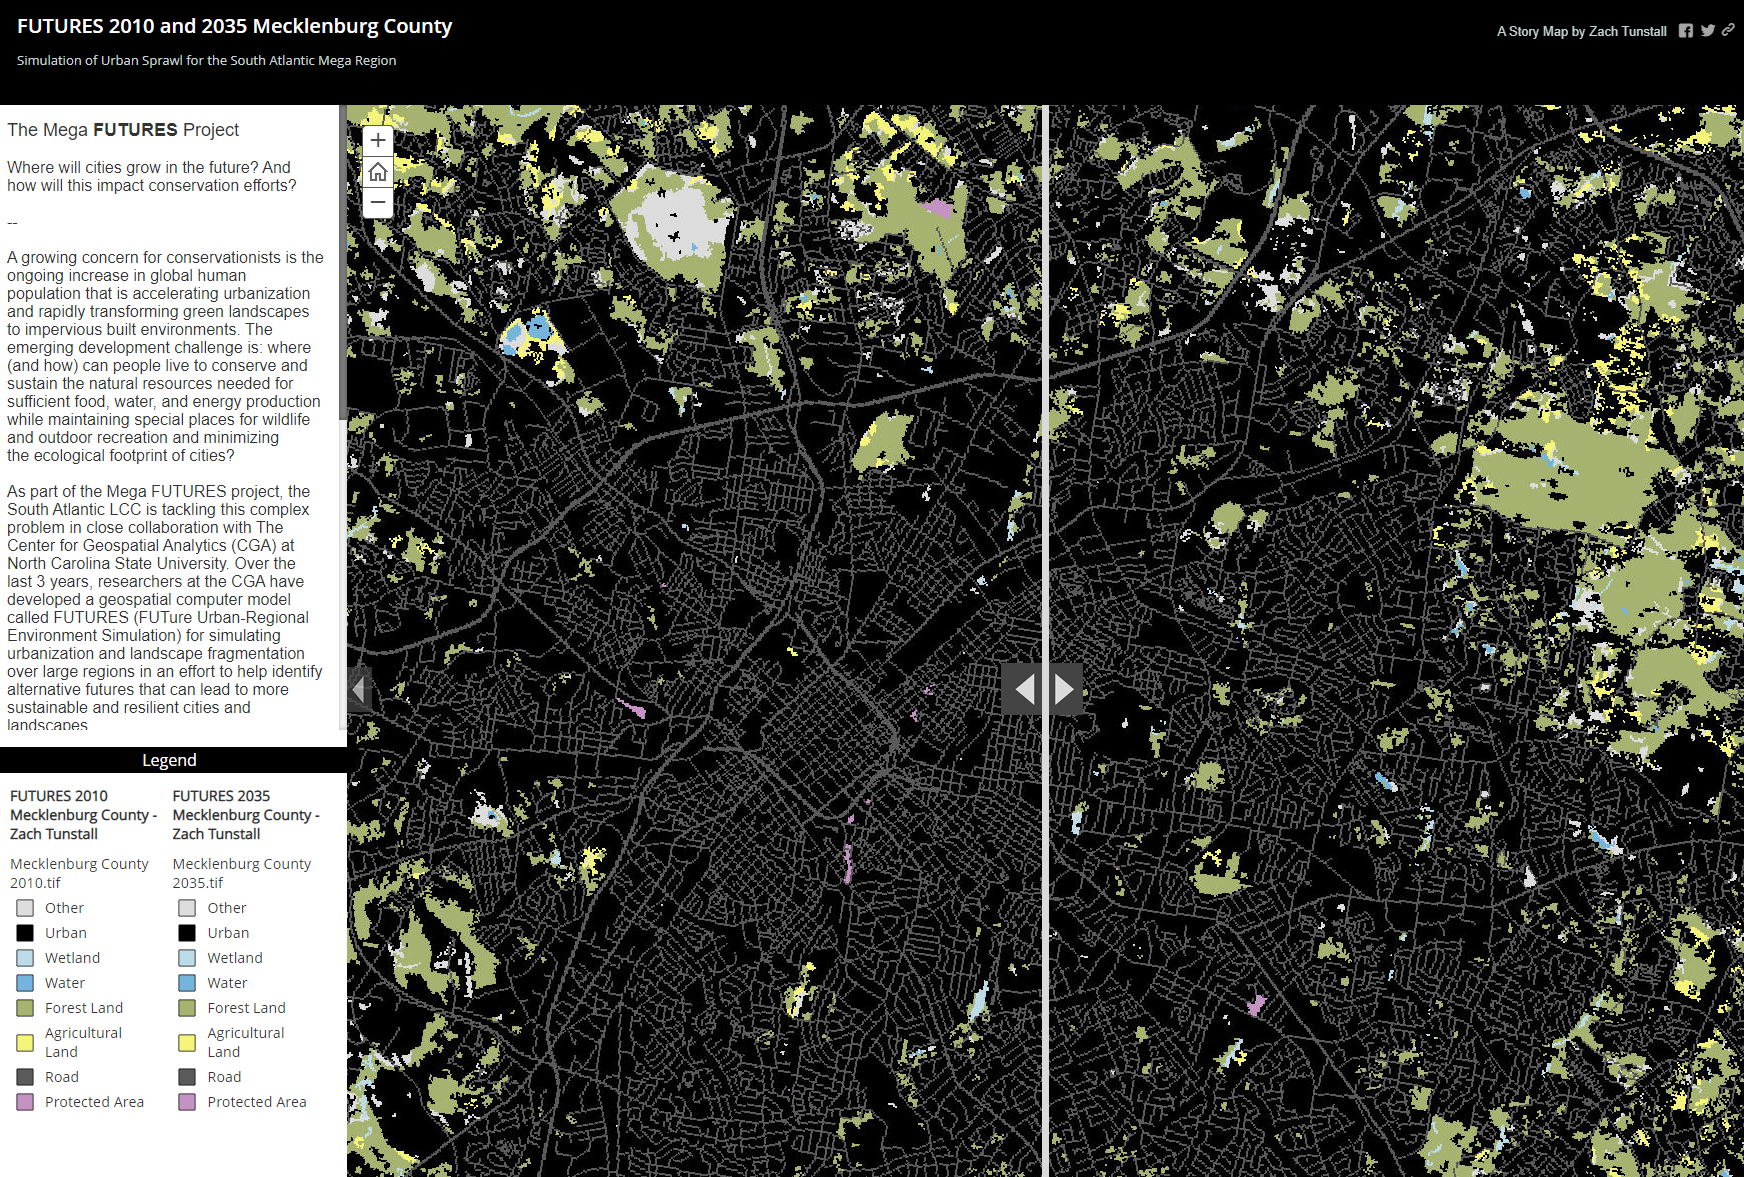 FUTURES 2010 and 2035 Mecklenburg County
Simulation of Urban Sprawl for the South Atlantic Mega Region
A Story Map by Zach Tunstall
The Mega FUTURES Project
Where will cities grow in the future? And
how will this impact conservation efforts?
--
A growing concern for conservationists is the
ongoing increase in global human
population that is accelerating urbanization
and rapidly transforming green landscapes
to impervious built environments. The
emerging development challenge is: where
(and how) can people live to conserve and
sustain the natural resources needed for
sufficient food, water, and energy production
while maintaining special places for wildlife
and outdoor recreation and minimizing
the ecological footprint of cities?
As part of the Mega FUTURES project, the
South Atlantic LCC is tackling this complex
problem in close collaboration with The
Center for Geospatial Analytics (CGA) at
North Carolina State University. Over the
last 3 years, researchers at the CGA have
developed a geospatial computer model
called FUTURES (FUTure Urban-Regional
Environment Simulation) for simulating
urbanization and landscape fragmentation
over large regions in an effort to help identify
alternative futures that can lead to more
sustainable and resilient cities and
landscapes
Legend
FUTURES 2010
Mecklenburg County -
Zach Tunstall
Mecklenburg County
2010.tif
Other
Urban
Wetland
Water
Forest Land
Agricultural
Land
Road
Protected Area
FUTURES 2035
Mecklenburg County -
Zach Tunstall
Mecklenburg County
2035.tif
Other
Urban
Wetland
Water
Forest Land
Agricultural
Land
Road
Protected Area